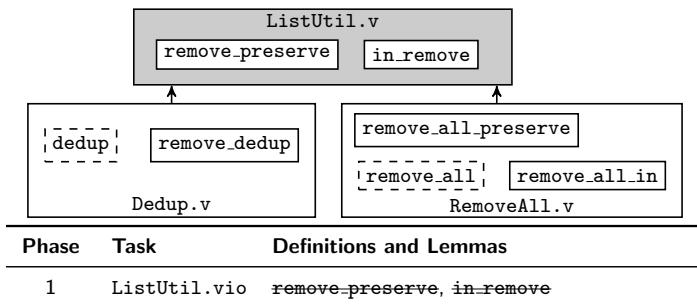 ListUtil.v
remove_preserve in_remove
dedup remove_dedup
Dedup.v
remove_all_preserve
remove_all remove_all_in
RemoveAll.v
Phase Task Definitions and Lemmas
1 ListUtil.vio remove_preserve, in_remove